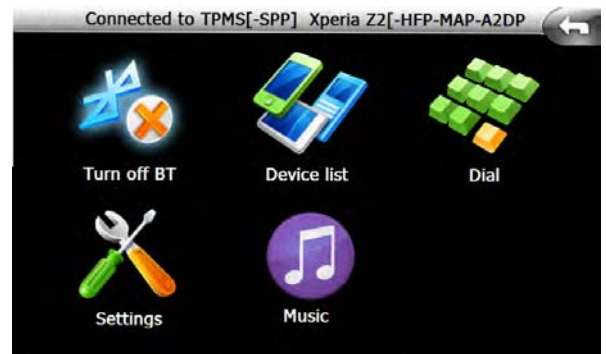 Connected to TPMS[-SPP] Xperia Z2[-HFP-MAP-A2DP
Turn off BT
Device list
Dial
Settings
Music